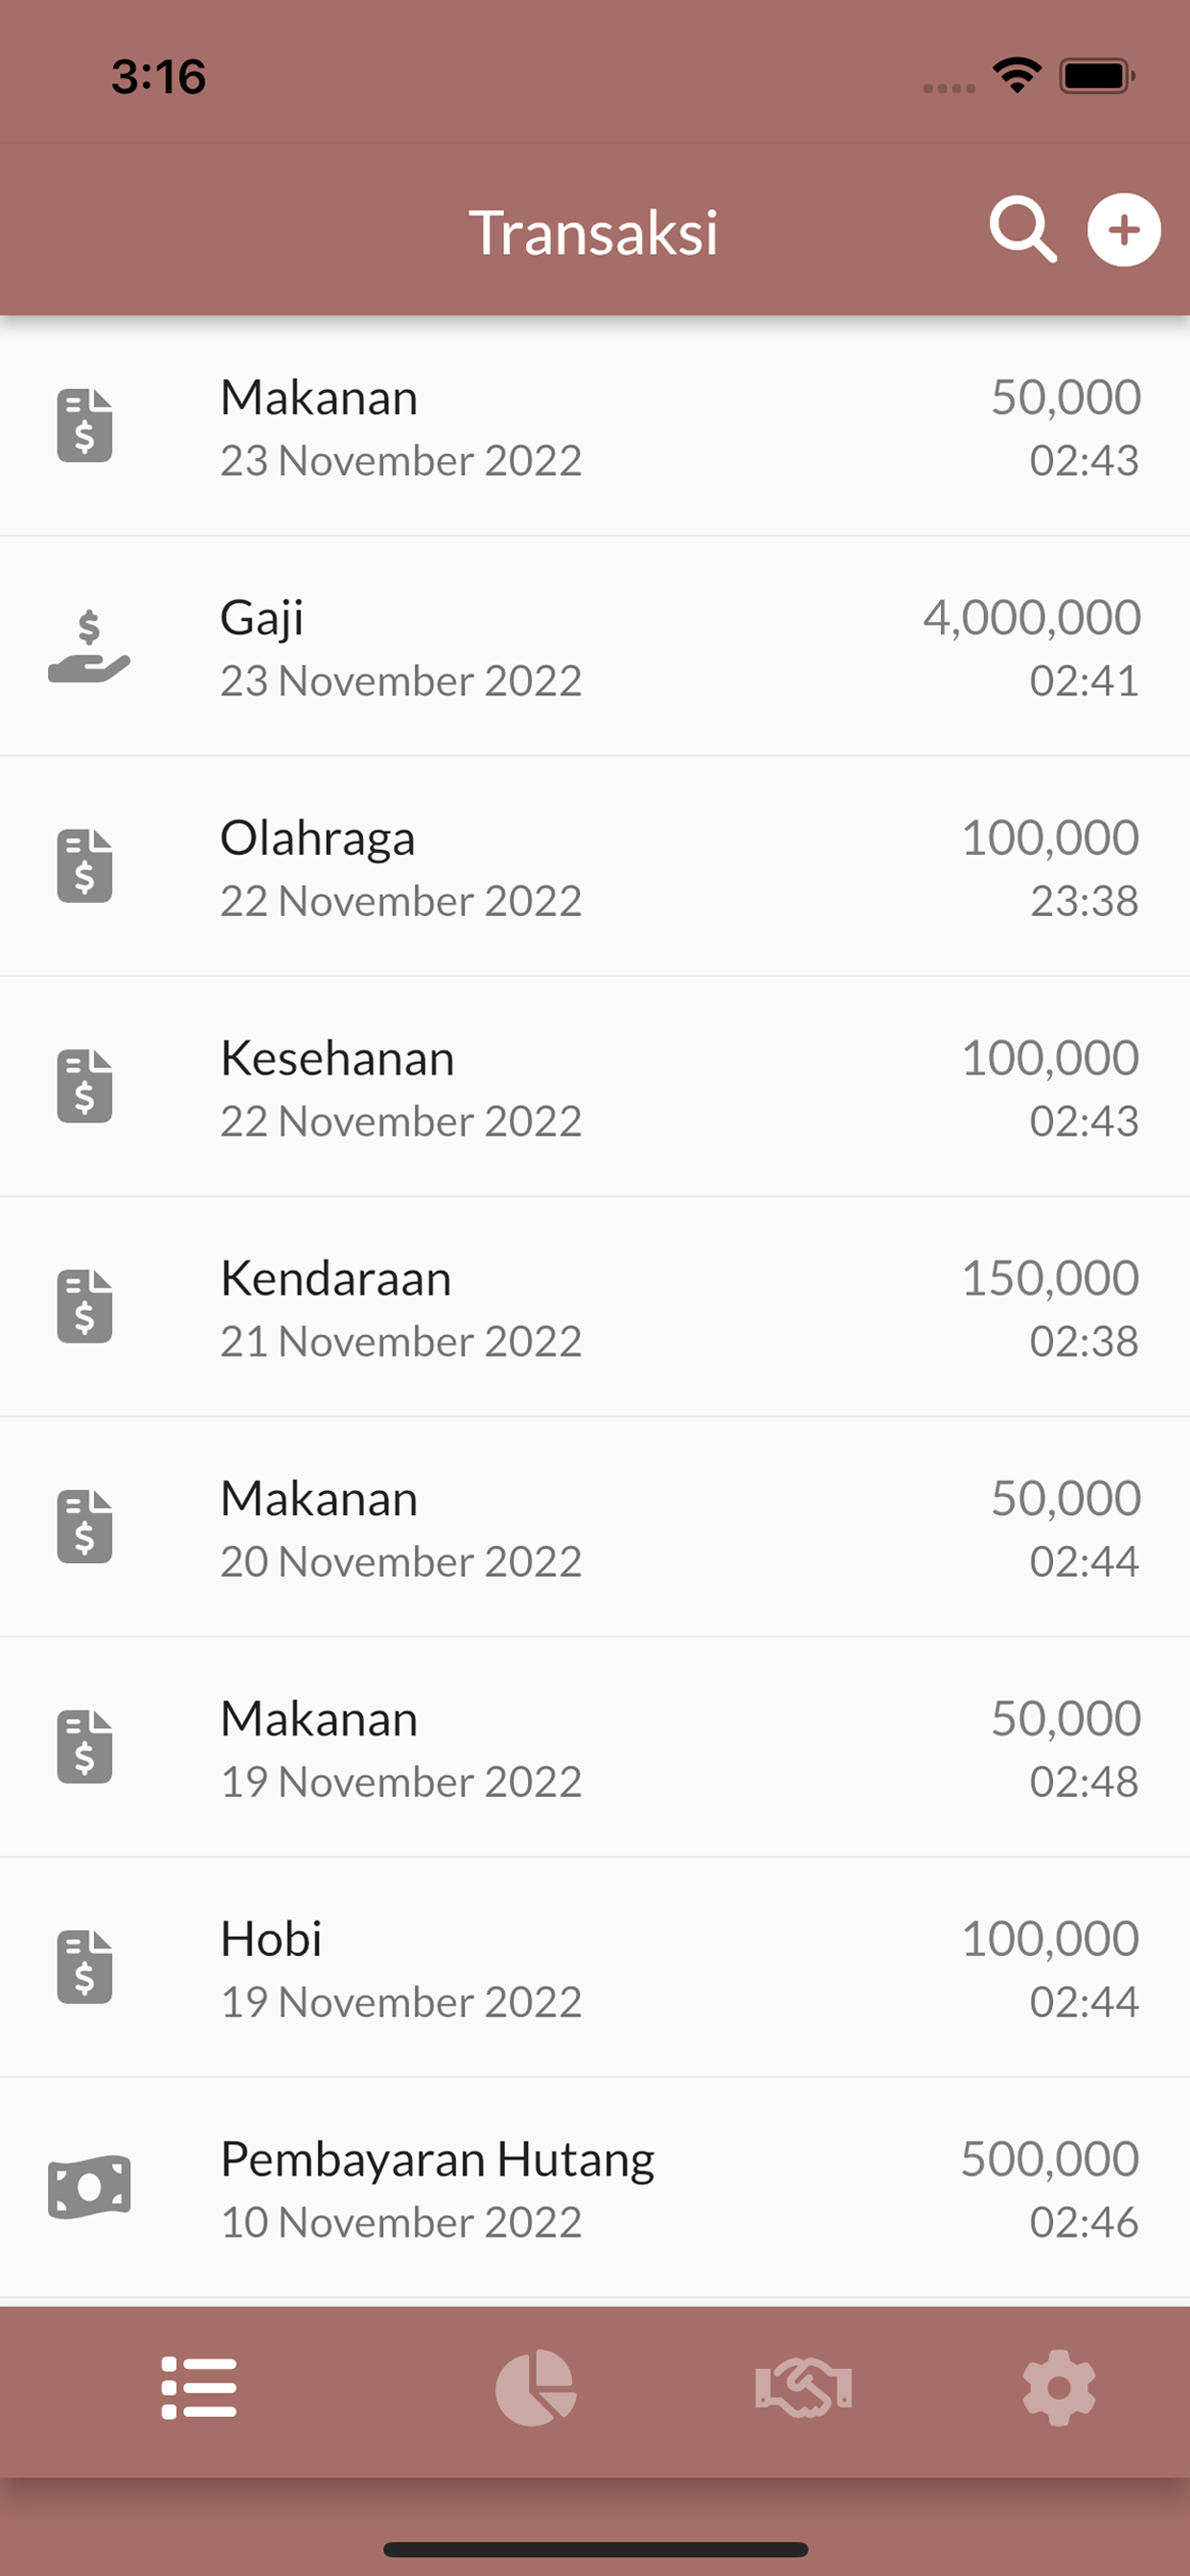 3:16
Transaksi
Makanan 50,000
23 November 2022 02:43
Gaji 4,000,000
23 November 2022 02:41
Olahraga 100,000
22 November 2022 23:38
Kesehanan 100,000
22 November 2022 02:43
Kendaraan 150,000
21 November 2022 02:38
Makanan 50,000
20 November 2022 02:44
Makanan 50,000
19 November 2022 02:48
Hobi 100,000
19 November 2022 02:44
Pembayaran Hutang 500,000
10 November 2022 02:46